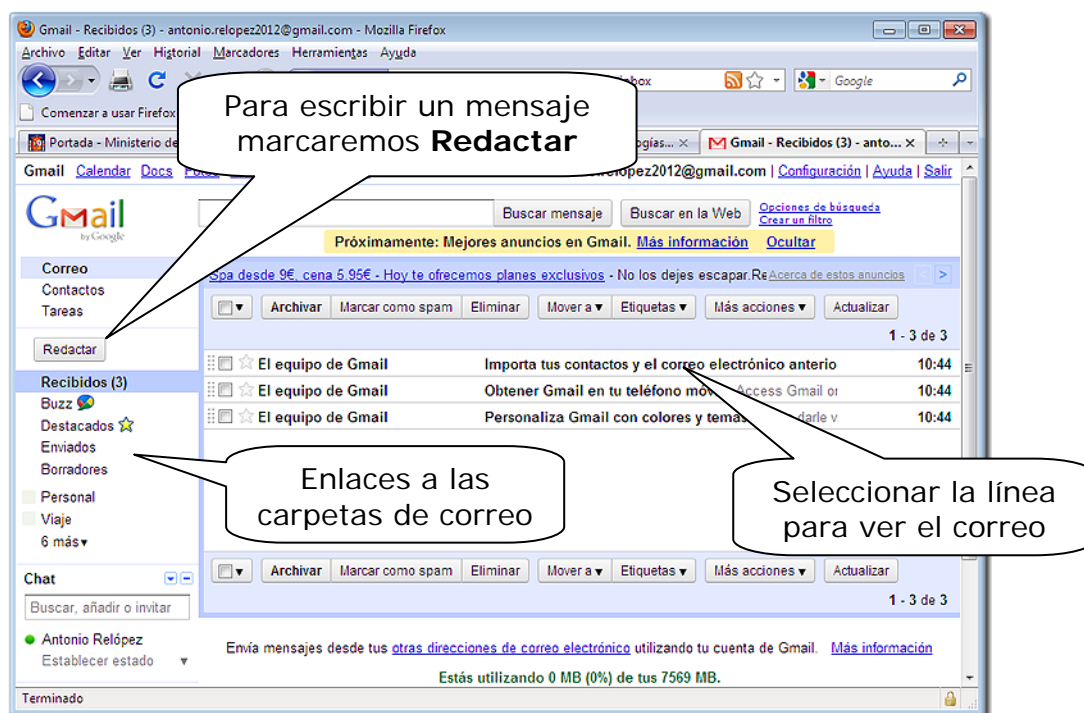 Gmail - Recibidos (3) - antonio.relopez2012@gmail.com - Mozilla Firefox
Archivo Editar Ver Historial Marcadores Herramientas Ayuda
Google
Comenzar a usar Firefox
Para escribir un mensaje
marcaremos Redactar
Portada - Ministerio de
Gmail - Recibidos (3) - anto...
Gmail Calendar Docs
relopez2012@gmail.com | Configuración | Ayuda | Salir
Gmail
by Google
Buscar mensaje Buscar en la Web Opciones de búsqueda
Crear un filtro
Próximamente: Mejores anuncios en Gmail. Más información Ocultar
Correo
Contactos
Tareas
Spa desde 9€, cena 5.95€ - Hoy te ofrecemos planes exclusivos - No los dejes escapar.Re Acerca de estos anuncios < >
Archivar Marcar como spam Eliminar Mover a Etiquetas Más acciones Actualizar
1 - 3 de 3
Redactar
Recibidos (3)
Buzz
Destacados
Enviados
Borradores
Personal
Viaje
6 más
El equipo de Gmail Importa tus contactos y el correo electrónico anterio 10:44
El equipo de Gmail Obtener Gmail en tu teléfono Access Gmail or 10:44
El equipo de Gmail Personaliza Gmail con colores y temas darle v 10:44
Enlaces a las
carpetas de correo
Seleccionar la línea
para ver el correo
Archivar Marcar como spam Eliminar Mover a Etiquetas Más acciones Actualizar
1 - 3 de 3
Chat
Buscar, añadir o invitar
Antonio Relópez
Establecer estado
Envía mensajes desde tus otras direcciones de correo electrónico utilizando tu cuenta de Gmail. Más información
Estás utilizando 0 MB (0%) de tus 7569 MB.
Terminado